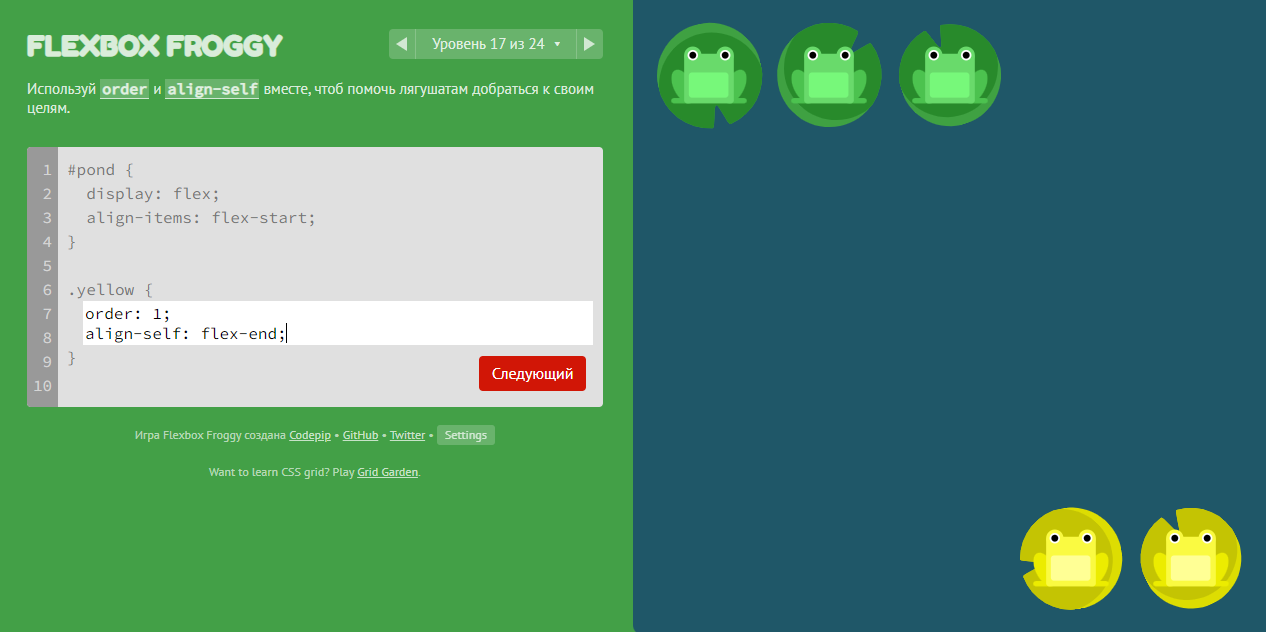 FLEXBOX FROGGY
Уровень 17 из 24
Используй order и align-self вместе, чтоб помочь лягушатам добраться к своим
целям.
1 #pond {
2 display: flex;
3 align-items: flex-start;
4 }
5
6 .yellow {
7 order: 1;
8 align-self: flex-end;
9 }
10
Следующий
Игра Flexbox Froggy создана Codepip • GitHub • Twitter • Settings
Want to learn CSS grid? Play Grid Garden.